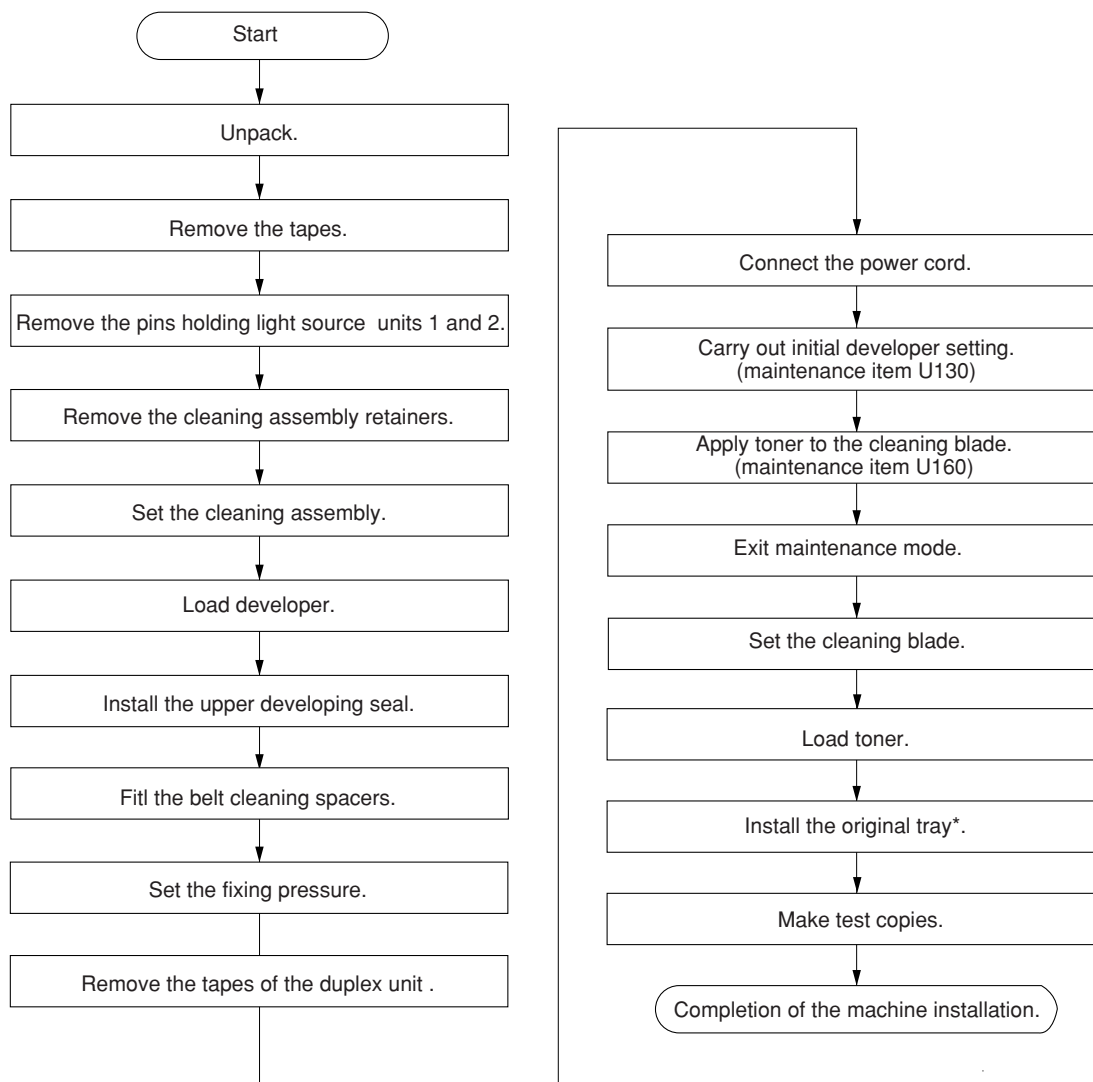 Start
Unpack.
Remove the tapes.
Remove the pins holding light source units 1 and 2.
Remove the cleaning assembly retainers.
Set the cleaning assembly.
Load developer.
Install the upper developing seal.
Fitl the belt cleaning spacers.
Set the fixing pressure.
Remove the tapes of the duplex unit .
Connect the power cord.
Carry out initial developer setting.
(maintenance item U130)
Apply toner to the cleaning blade.
(maintenance item U160)
Exit maintenance mode.
Set the cleaning blade.
Load toner.
Install the original tray*.
Make test copies.
Completion of the machine installation.